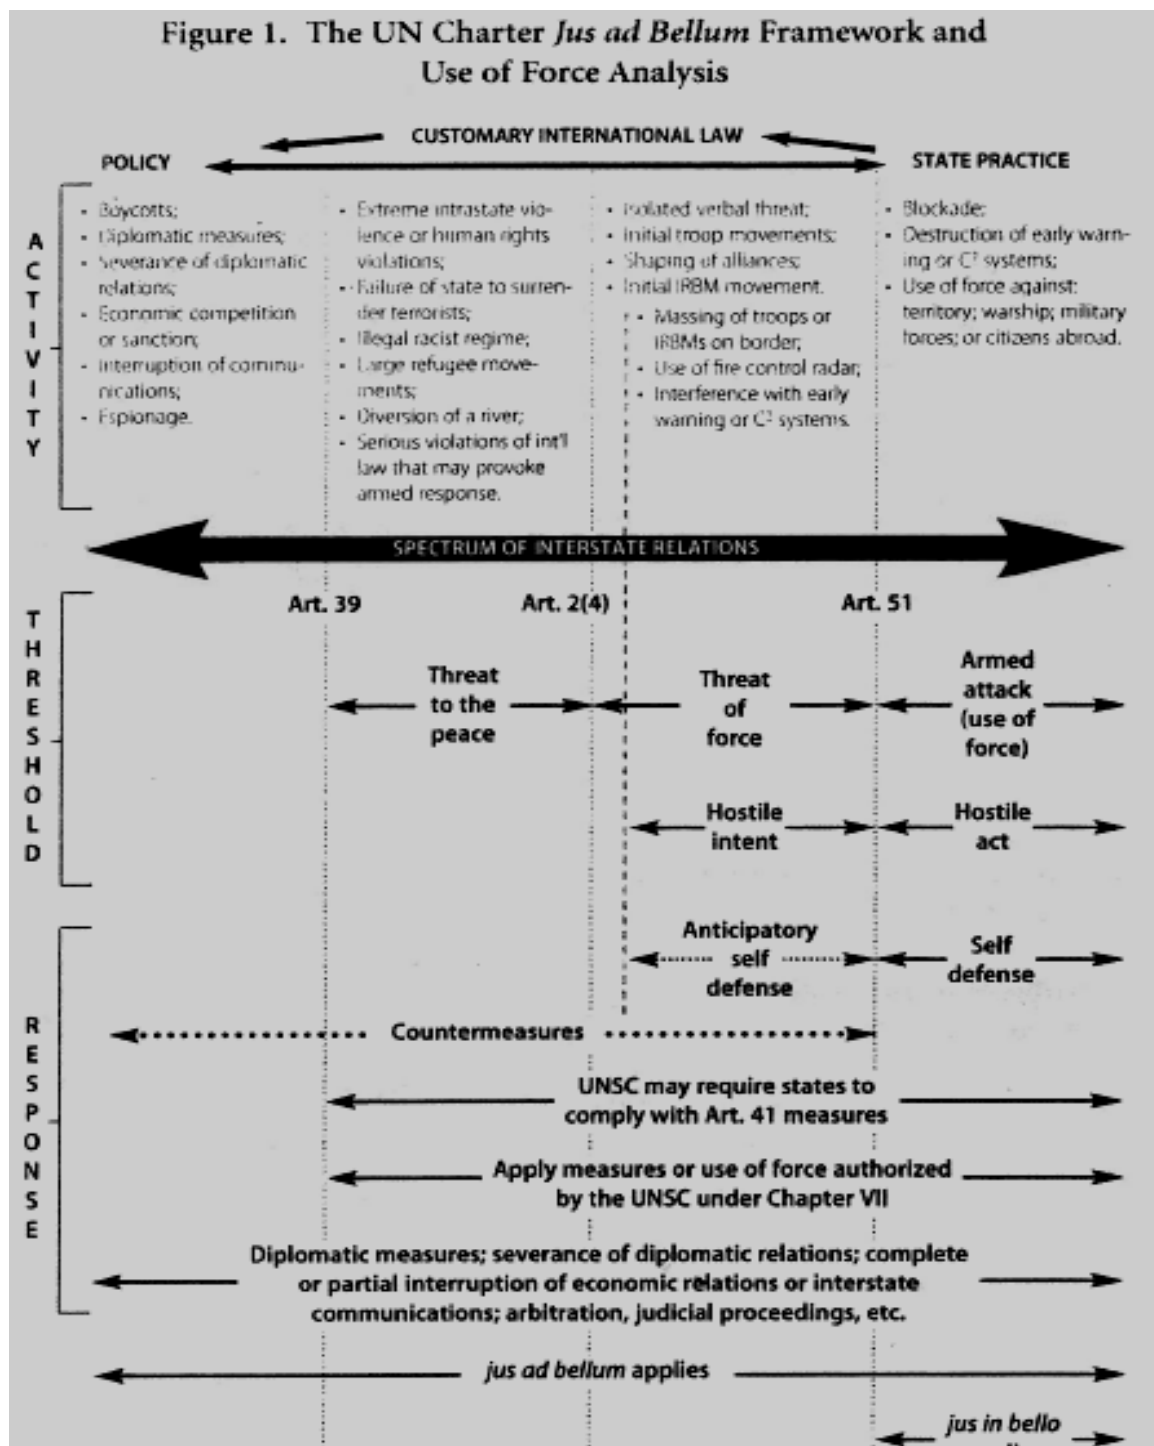 Figure 1. The UN Charter Jus ad Bellum Framework and
Use of Force Analysis
CUSTOMARY INTERNATIONAL LAW
POLICY
STATE PRACTICE
ACTIVITY
• Boycotts;
• Diplomatic measures;
• Severance of diplomatic
relations;
• Economic competition
or sanction;
• Interruption of commu-
nications;
• Espionage.
• Extreme intrastate vio-
lence or human rights
violations;
• Failure of state to surren-
der terrorists;
• Illegal racist regime;
• Large refugee move-
ments;
• Diversion of a river;
• Serious violations of int'l
law that may provoke
armed response.
• Isolated verbal threat;
• Initial troop movements;
• Shaping of alliances;
• Initial IRBM movement.
• Massing of troops or
IRBMs on border;
• Use of fire control radar;
• Interference with early
warning or C² systems.
• Blockade;
• Destruction of early warn-
ing or C² systems;
• Use of force against:
territory; warship; military
forces; or citizens abroad.
SPECTRUM OF INTERSTATE RELATIONS
THRESHOLD
Art. 39
Art. 2(4)
Art. 51
Threat
to the
peace
Threat
of
force
Armed
attack
(use of
force)
Hostile
intent
Hostile
act
RESPONSE
Anticipatory
self
defense
Self
defense
Countermeasures
UNSC may require states to
comply with Art. 41 measures
Apply measures or use of force authorized
by the UNSC under Chapter VII
Diplomatic measures; severance of diplomatic relations; complete
or partial interruption of economic relations or interstate
communications; arbitration, judicial proceedings, etc.
jus ad bellum applies
jus in bello